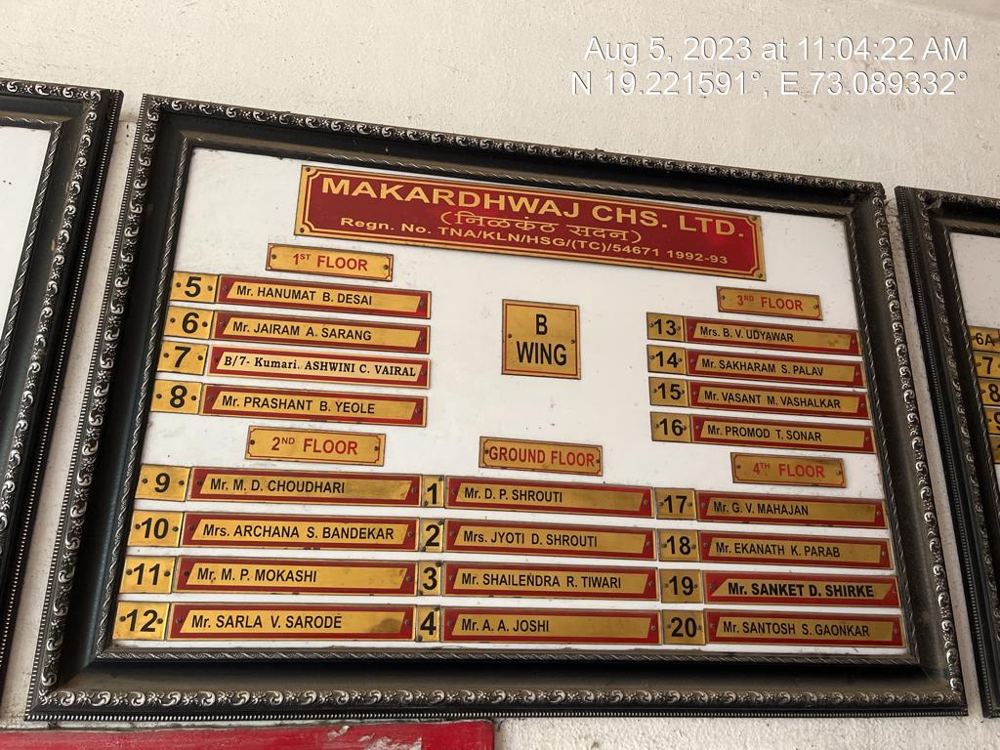 Aug 5, 2023 at 11:04:22 AM
N 19.221591°, E 73.089332°
MAKARDHWAJ CHS. LTD.
(निळकंठ सदन)
Regn. No. TNA/KLN/HSG/(TC)/54671 1992-93
1ST FLOOR
5 Mr. HANUMAT B. DESAI
6 Mr. JAIRAM A. SARANG
7 B/7- Kumari. ASHWINI C. VAIRAL
8 Mr. PRASHANT B. YEOLE
B
WING
3RD FLOOR
13 Mrs. B. V. UDYAWAR
14 Mr. SAKHARAM S. PALAV
15 Mr. VASANT M. VASHALKAR
16 Mr. PROMOD T. SONAR
2ND FLOOR
9 Mr. M. D. CHOUDHARI
10 Mrs. ARCHANA S. BANDEKAR
11 Mr. M. P. MOKASHI
12 Mr. SARLA V. SARODE
GROUND FLOOR
1 Mr. D. P. SHROUTI
2 Mrs. JYOTI D. SHROUTI
3 Mr. SHAILENDRA R. TIWARI
4 Mr. A. A. JOSHI
4TH FLOOR
17 Mr. G. V. MAHAJAN
18 Mr. EKANATH K. PARAB
19 Mr. SANKET D. SHIRKE
20 Mr. SANTOSH S. GAONKAR
6A
7
8